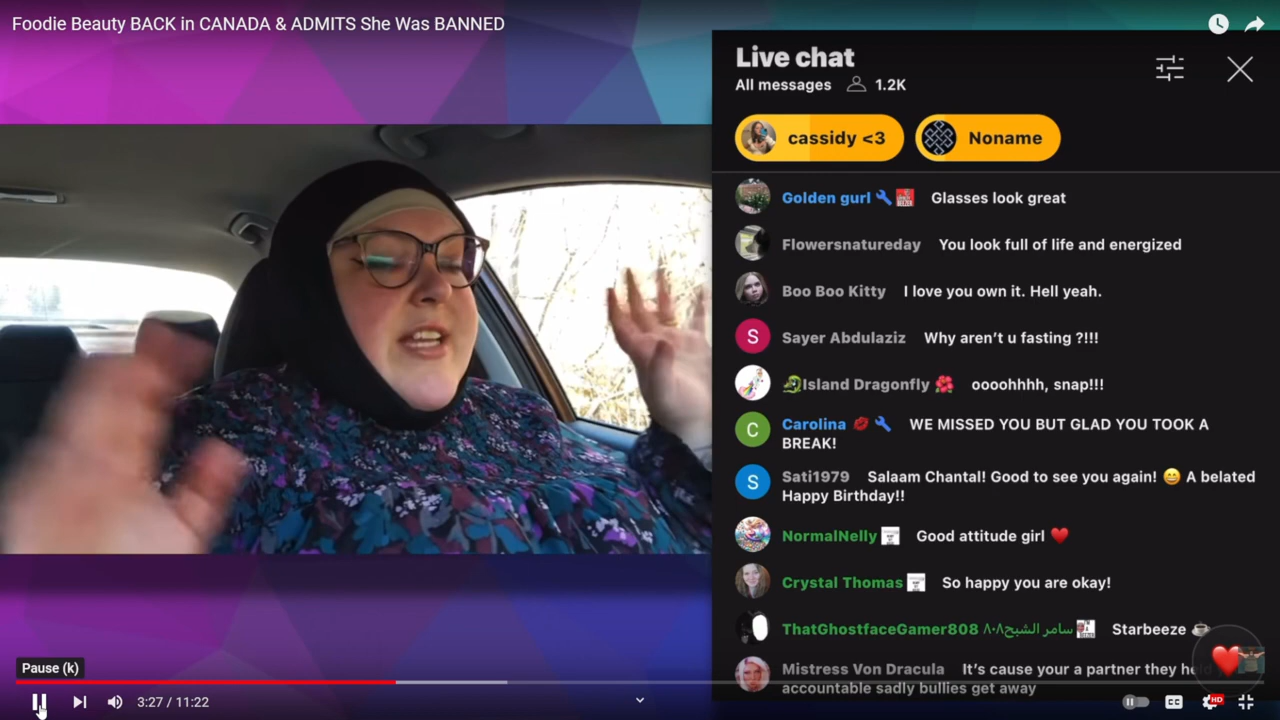 Foodie Beauty BACK in CANADA & ADMITS She Was BANNED
Live chat
All messages 1.2K
cassidy <3 Noname
Golden gurl Glasses look great
Flowersnatureday You look full of life and energized
Boo Boo Kitty I love you own it. Hell yeah.
S Sayer Abdulaziz Why aren’t u fasting ?!!!
Island Dragonfly oooohhhh, snap!!!
C Carolina WE MISSED YOU BUT GLAD YOU TOOK A
BREAK!
S Sati1979 Salaam Chantal! Good to see you again! 😄 A belated
Happy Birthday!!
NormalNelly Good attitude girl ❤️
Crystal Thomas So happy you are okay!
ThatGhostfaceGamer808 سامر الشبح٨٠٨ Starbeeze ☕
Mistress Von Dracula It’s cause your a partner they held
accountable sadly bullies get away
Pause (k)
3:27 / 11:22
CC HD